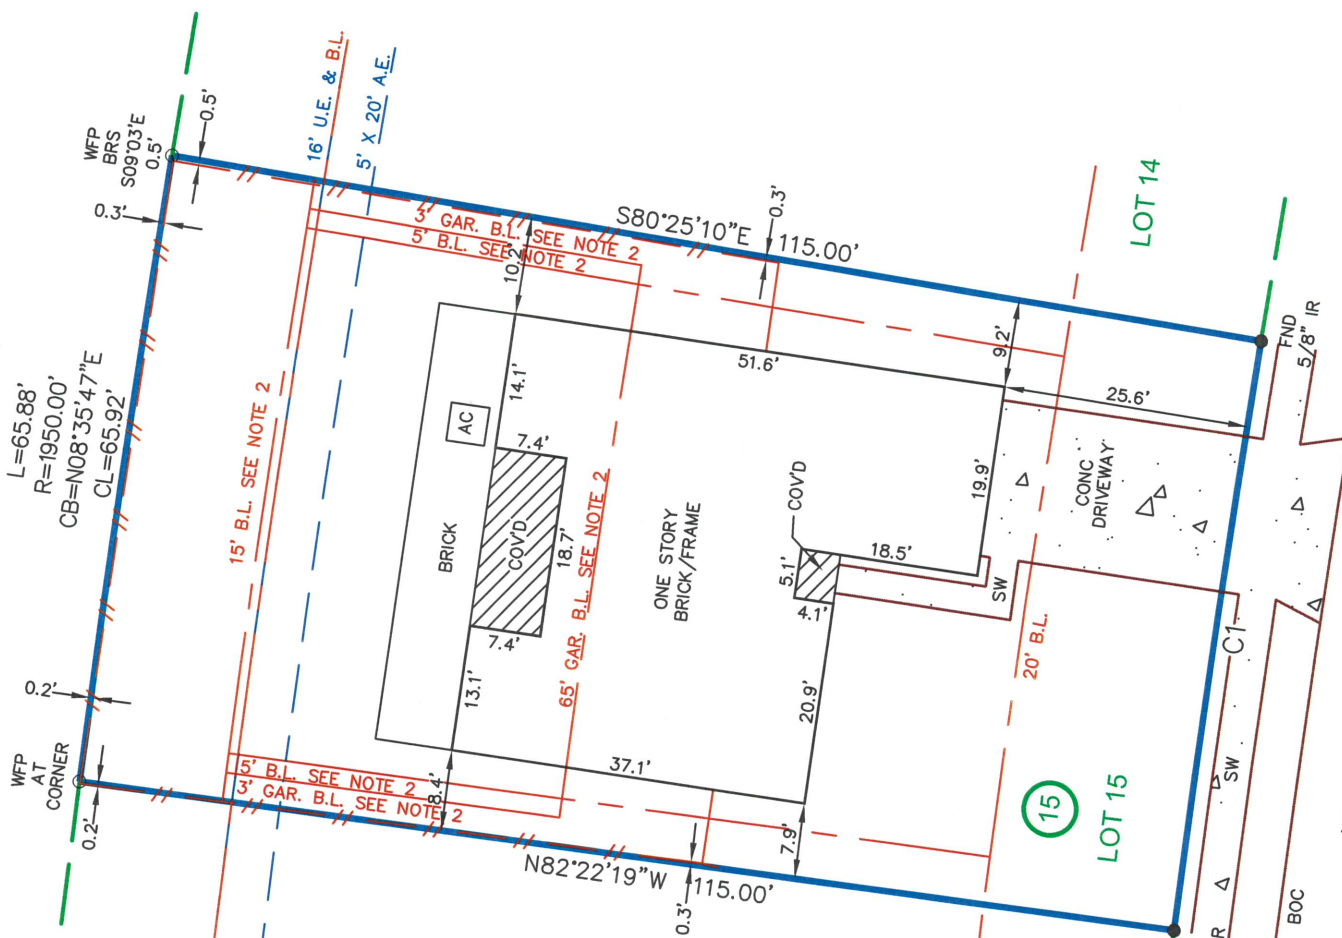 WFP
BRS
S09°03'E
0.5'
0.5'
0.3'
16' U.E. & B.L.
5' X 20' A.E.
L=65.88'
R=1950.00'
CB=N08°35'47"E
CL=65.92'
S80°25'10"E 115.00'
0.3'
3' GAR. B.L. SEE NOTE 2
5' B.L. SEE NOTE 2
10.2'
LOT 14
FND
5/8" IR
9.2'
51.6'
25.6'
14.1'
AC
7.4'
15' B.L. SEE NOTE 2
BRICK
COV'D
18.7'
7.4'
13.1'
65' GAR. B.L. SEE NOTE 2
ONE STORY
BRICK/FRAME
COV'D
5.1'
4.1'
18.5'
19.9'
CONC
DRIVEWAY
SW
20' B.L.
20.9'
C1
SW
0.2'
WFP
AT
CORNER
0.2'
5' B.L. SEE NOTE 2
3' GAR. B.L. SEE NOTE 2
8.4'
37.1'
7.9'
15
LOT 15
N82°22'19"W 115.00'
0.3'
R
BOC